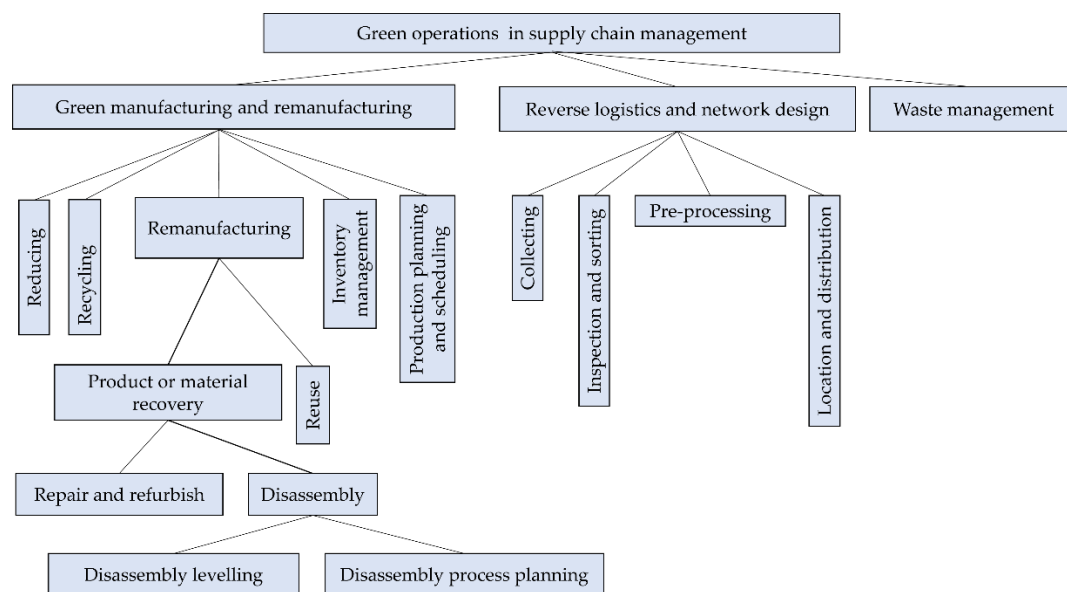 Green operations in supply chain management
Green manufacturing and remanufacturing
Reverse logistics and network design
Waste management
Reducing
Recycling
Remanufacturing
Inventory
management
Production planning
and scheduling
Collecting
Inspection and sorting
Pre-processing
Location and distribution
Product or material
recovery
Reuse
Repair and refurbish
Disassembly
Disassembly levelling
Disassembly process planning